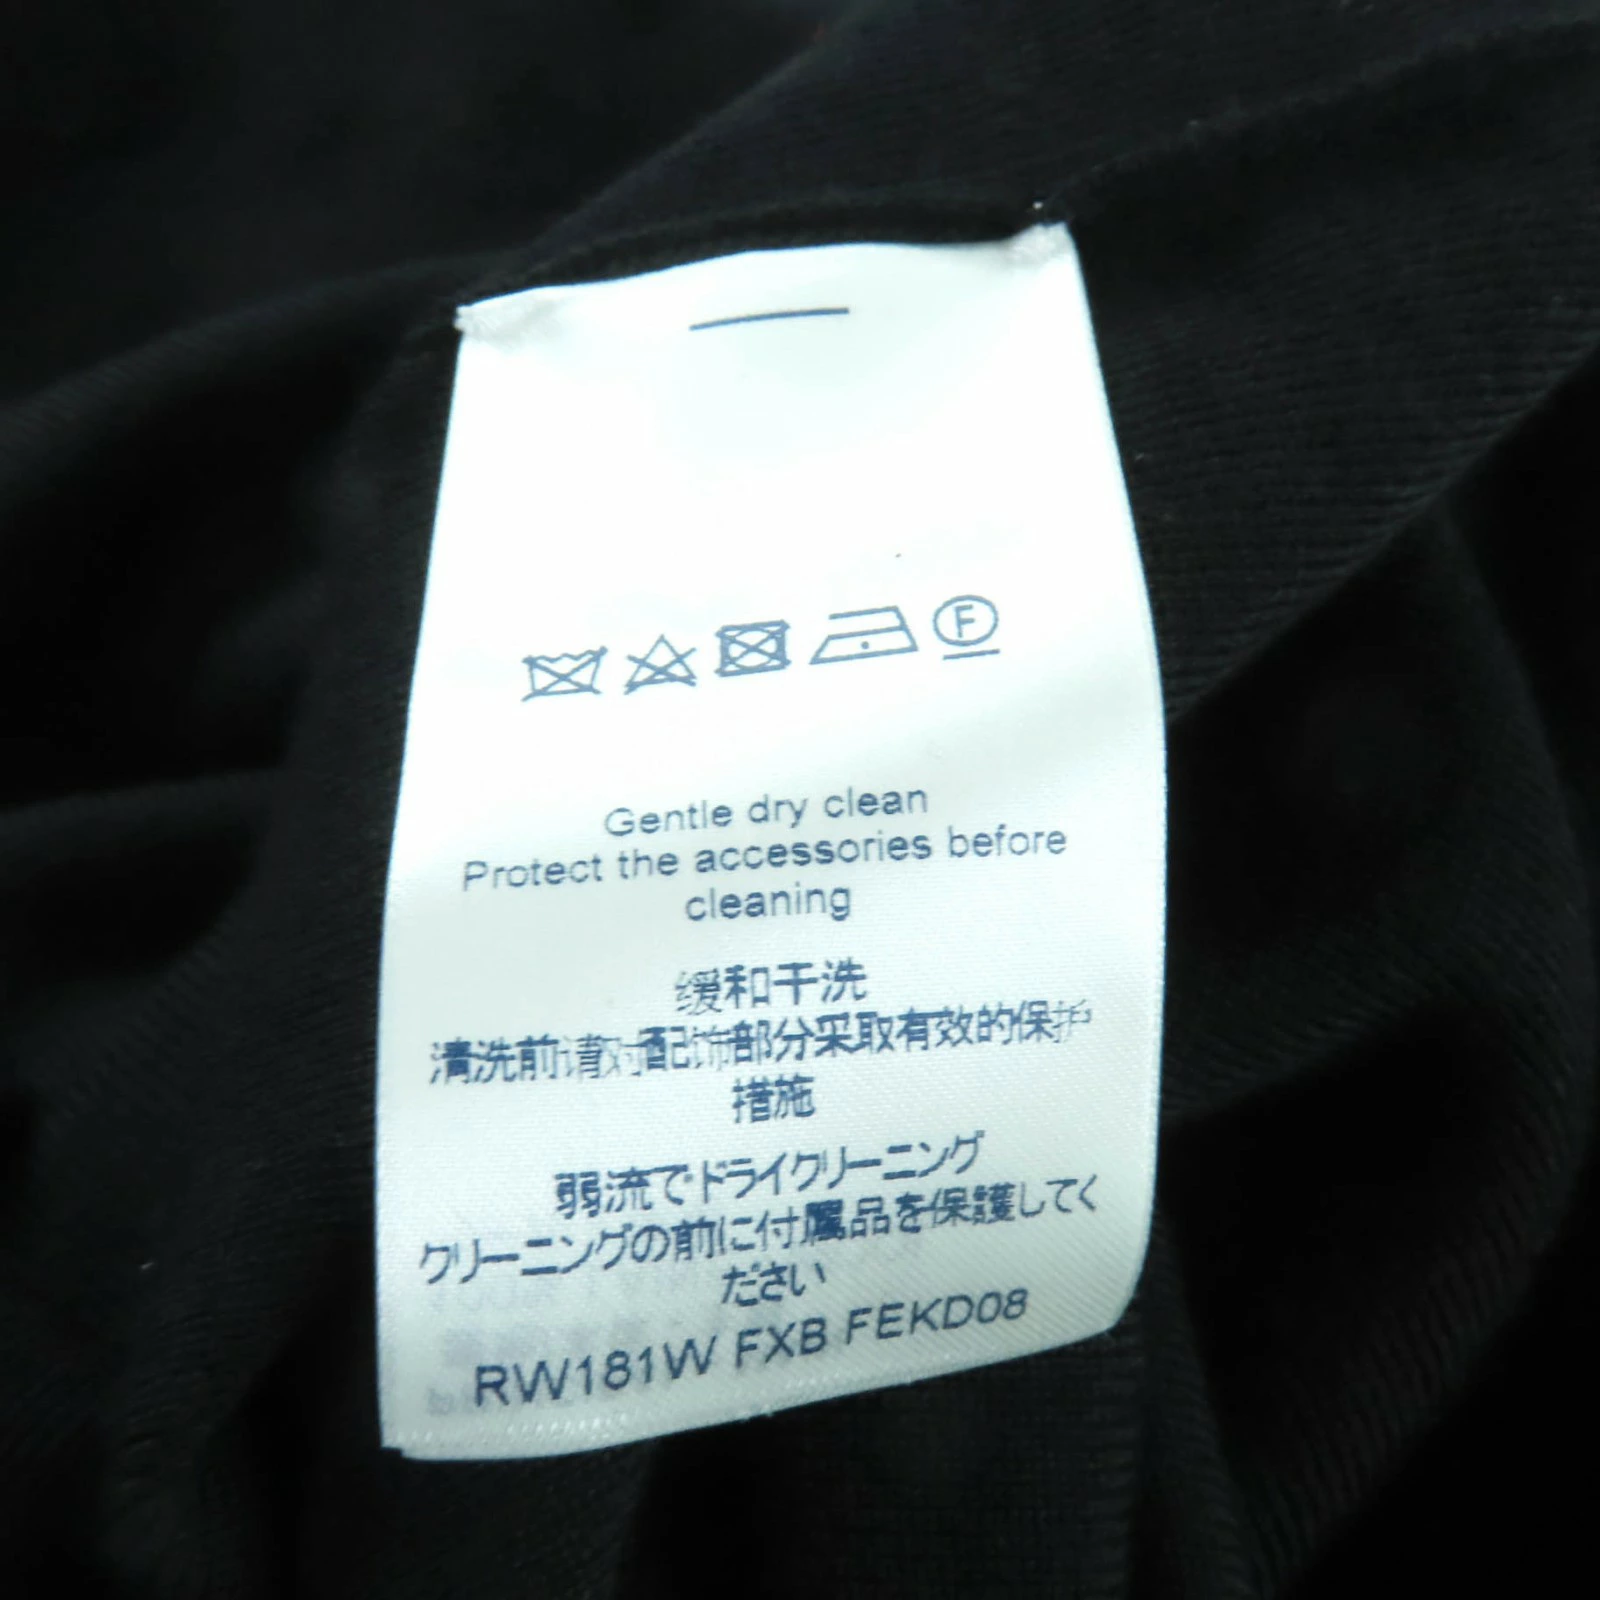 F
Gentle dry clean
Protect the accessories before
cleaning
缓和干洗
清洗前请对配饰部分采取有效的保护
措施
弱流でドライクリーニング
クリーニングの前に付属品を保護してく
ださい
RW181W FXB FEKD08